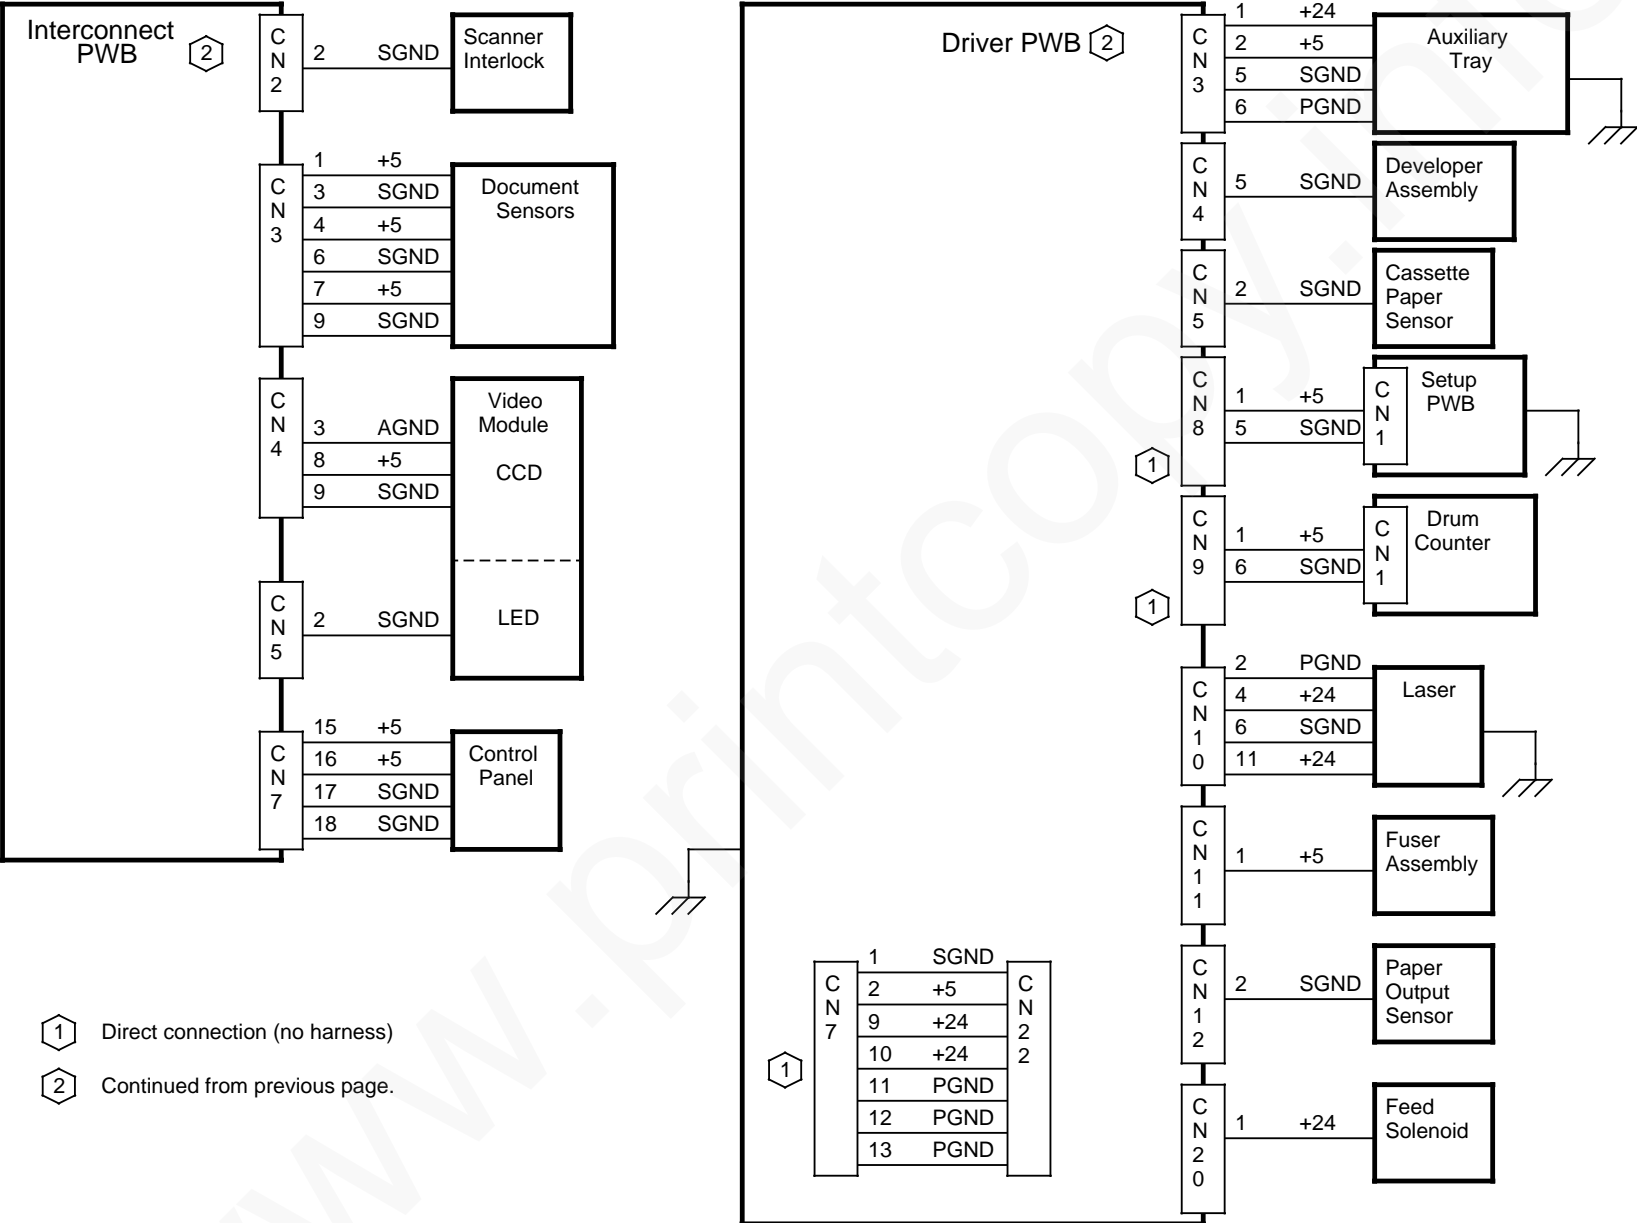 Interconnect
PWB
2
C
N
2
2 SGND
Scanner
Interlock
C
N
3
1 +5
3 SGND
4 +5
6 SGND
7 +5
9 SGND
Document
Sensors
C
N
4
3 AGND
8 +5
9 SGND
Video
Module
CCD
C
N
5
2 SGND
LED
C
N
7
15 +5
16 +5
17 SGND
18 SGND
Control
Panel
1 Direct connection (no harness)
2 Continued from previous page.
Driver PWB 2
C
N
3
1 +24
2 +5
5 SGND
6 PGND
Auxiliary
Tray
C
N
4
5 SGND
Developer
Assembly
C
N
5
2 SGND
Cassette
Paper
Sensor
C
N
8
1
1 +5
5 SGND
C
N
1
Setup
PWB
C
N
9
1
1 +5
6 SGND
C
N
1
Drum
Counter
C
N
1
0
2 PGND
4 +24
6 SGND
11 +24
Laser
C
N
1
1
1 +5
Fuser
Assembly
C
N
1
2
2 SGND
Paper
Output
Sensor
C
N
2
0
1 +24
Feed
Solenoid
1
C
N
7
1 SGND
2 +5
9 +24
10 +24
11 PGND
12 PGND
13 PGND
C
N
2
2
www.printcopy.info